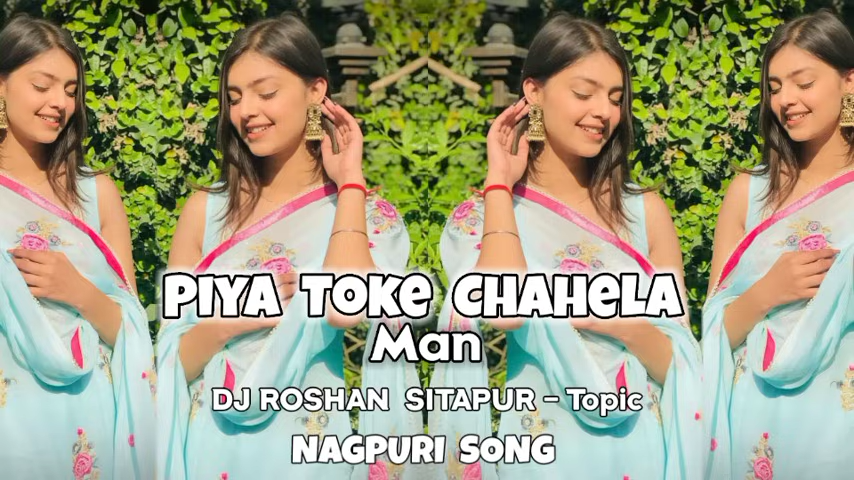 PIYA TOKE CHAHELA
Man
DJ ROSHAN SITAPUR - Topic
NAGPURI SONG